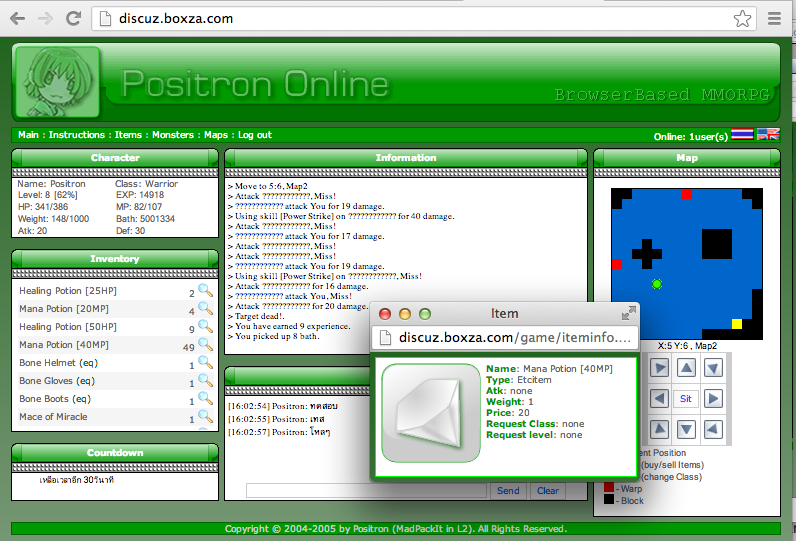 discuz.boxza.com
Positron Online
BrowserBased MMORPG
Main : Instructions : Items : Monsters : Maps : Log out
Online: 1user(s)
Character
Name: Positron Class: Warrior
Level: 8 [62%] EXP: 14918
HP: 341/386 MP: 82/107
Weight: 148/1000 Bath: 5001334
Atk: 20 Def: 30
Inventory
Healing Potion [25HP] 2
Mana Potion [20MP] 4
Healing Potion [50HP] 9
Mana Potion [40MP] 49
Bone Helmet (eq) 1
Bone Gloves (eq) 1
Bone Boots (eq) 1
Mace of Miracle 1
Countdown
เหลือเวลาอีก 30วินาที
Information
> Move to 5:6, Map2
> Attack ????????????, Miss!
> ???????????? attack You for 19 damage.
> Using skill [Power Strike] on ???????????? for 40 damage.
> Attack ????????????, Miss!
> ???????????? attack You for 17 damage.
> Attack ????????????, Miss!
> Attack ????????????, Miss!
> ???????????? attack You for 19 damage.
> Using skill [Power Strike] on ????????????, Miss!
> Attack ???????????? for 16 damage.
> ???????????? attack You, Miss!
> Attack ???????????? for 20 damage.
> Target dead!.
> You have earned 9 experience.
> You picked up 8 bath.
[16:02:54] Positron: ทดสอบ
[16:02:55] Positron: เทส
[16:02:57] Positron: โหลๆ
Send Clear
Item
discuz.boxza.com/game/iteminfo....
Name: Mana Potion [40MP]
Type: Etcitem
Atk: none
Weight: 1
Price: 20
Request Class: none
Request level: none
Map
X:5 Y:6 , Map2
Sit
Position
(buy/sell Items)
(change Class)
- Warp
- Block
Copyright © 2004-2005 by Positron (MadPackIt in L2). All Rights Reserved.